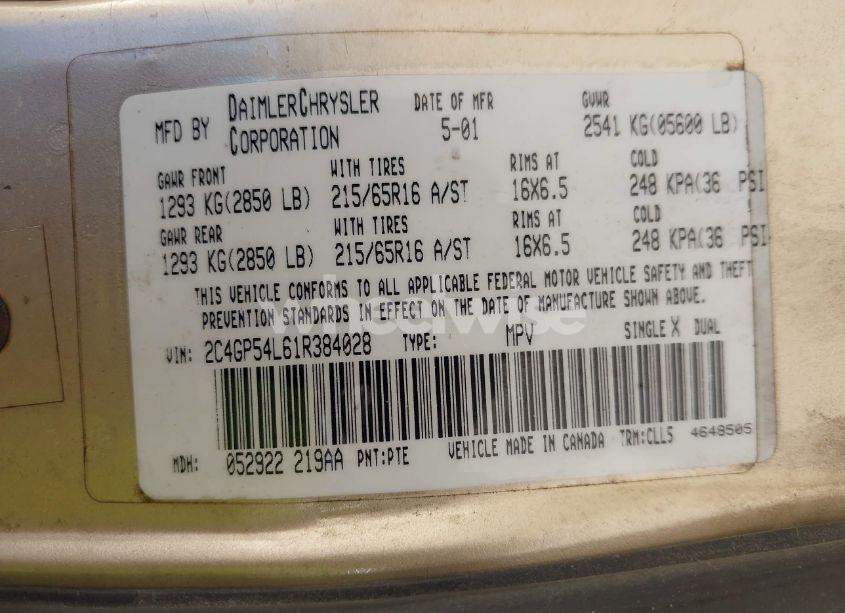 MFD BY DAIMLERCHRYSLER CORPORATION DATE OF MFR 5-01 GVWR 2541 KG(05600 LB)
GAWR FRONT WITH TIRES RIMS AT COLD
1293 KG(2850 LB) 215/65R16 A/ST 16X6.5 248 KPA(36 PSI
GAWR REAR WITH TIRES RIMS AT COLD
1293 KG(2850 LB) 215/65R16 A/ST 16X6.5 248 KPA(36 PSI
THIS VEHICLE CONFORMS TO ALL APPLICABLE FEDERAL MOTOR VEHICLE SAFETY AND THEFT
PREVENTION STANDARDS IN EFFECT ON THE DATE OF MANUFACTURE SHOWN ABOVE.
wheelwise
VIN: 2C4GP54L61R384028 TYPE: MPV SINGLE X DUAL
MDH: 052922 219AA PNT:PTE VEHICLE MADE IN CANADA TRM:CLL5 4648505